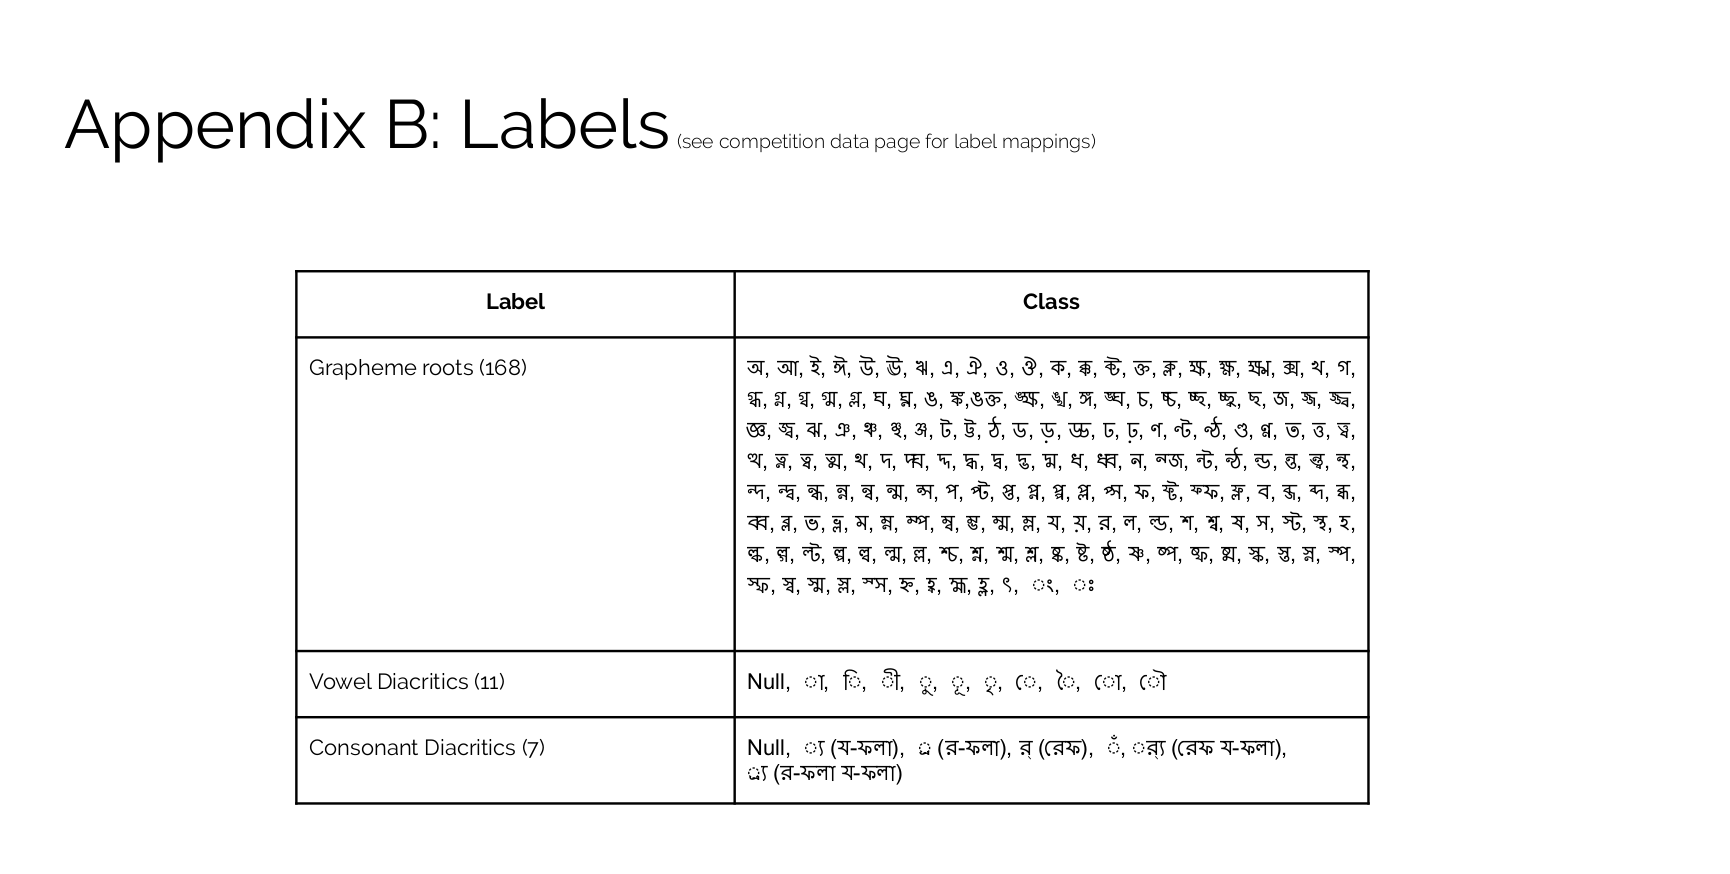 Appendix B: Labels (see competition data page for label mappings)
Label
Class
Grapheme roots (168)
অ, আ, ই, ঈ, উ, ঊ, ঋ, এ, ঐ, ও, ঔ, ক, ক্ক, ক্ট, ক্ত, ক্ল, ক্ষ, ক্ষ, ক্ষ্ম, ক্স, খ, গ,
গ্ধ, গ্ন, গ্ব, গ্ম, গ্ল, ঘ, ঘ্ন, ঙ, ঙ্ক,ঙক্ত, ঙ্ক্ষ, ঙ্খ, ঙ্গ, ঙ্ঘ, চ, চ্চ, চ্ছ, চ্ছ্ব, ছ, জ, জ্জ, জ্জ্ব,
জ্ঞ, জ্ব, ঝ, ঞ, ঞ্চ, ঞ্ছ, ঞ্জ, ট, ট্ট, ঠ, ড, ড়, ড্ড, ঢ, ঢ়, ণ, ণ্ট, ণ্ঠ, ণ্ড, ণ্ণ, ত, ত্ত, ত্ত্ব,
ত্থ, ত্ন, ত্ব, ত্ম, থ, দ, দ্ঘ, দ্দ, দ্ধ, দ্ব, দ্ভ, দ্ম, ধ, ধ্ব, ন, ন্জ, ন্ট, ন্ঠ, ন্ড, ন্ত, ন্ত্ব, ন্থ,
ন্দ, ন্দ্ব, ন্ধ, ন্ন, ন্ব, ন্ম, ন্স, প, প্ট, প্ত, প্ন, প্প, প্ল, প্স, ফ, ফ্ট, ফ্ফ, ফ্ল, ব, ব্জ, ব্দ, ব্ধ,
ব্ব, ব্ল, ভ, ভ্ল, ম, ম্ন, ম্প, ম্ব, ম্ভ, ম্ম, ম্ল, য, য়, র, ল, ল্ড, শ, শ্ব, ষ, স, স্ট, স্থ, হ,
ল্ক, ল্গ, ল্ট, ল্প, ল্ব, ল্ম, ল্ল, শ্চ, শ্ন, শ্ম, শ্ল, ষ্ক, ষ্ট, ষ্ঠ, ষ্ণ, ষ্প, ষ্ফ, ষ্ম, স্ক, স্ত, স্ন, স্প,
স্ফ, স্ব, স্ম, স্ল, স্স, হ্ন, হ্ব, হ্ম, হ্ল, ৎ, ং, ঃ
Vowel Diacritics (11)
Null, া, ি, ী, ু, ূ, ৃ, ে, ৈ, ো, ৌ
Consonant Diacritics (7)
Null, ্য (য-ফলা), ্র (র-ফলা), র্ (রেফ), ঁ, র্্য (রেফ য-ফলা),
্র্য (র-ফলা য-ফলা)